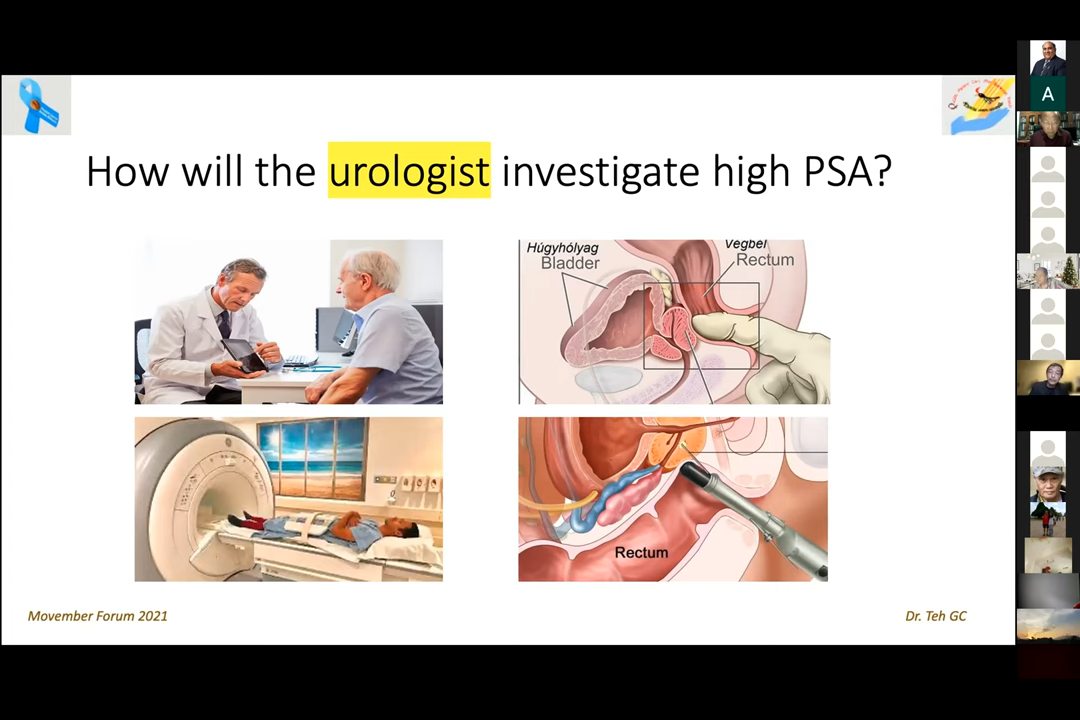 How will the urologist investigate high PSA?
Húgyhólyag
Bladder
Végbél
Rectum
Rectum
Movember Forum 2021
Dr. Teh GC
A